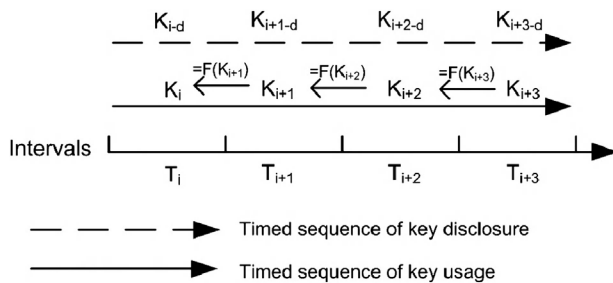 K_{i-d} K_{i+1-d} K_{i+2-d} K_{i+3-d}
K_i =F(K_{i+1}) K_{i+1} =F(K_{i+2}) K_{i+2} =F(K_{i+3}) K_{i+3}
Intervals
T_i T_{i+1} T_{i+2} T_{i+3}
Timed sequence of key disclosure
Timed sequence of key usage